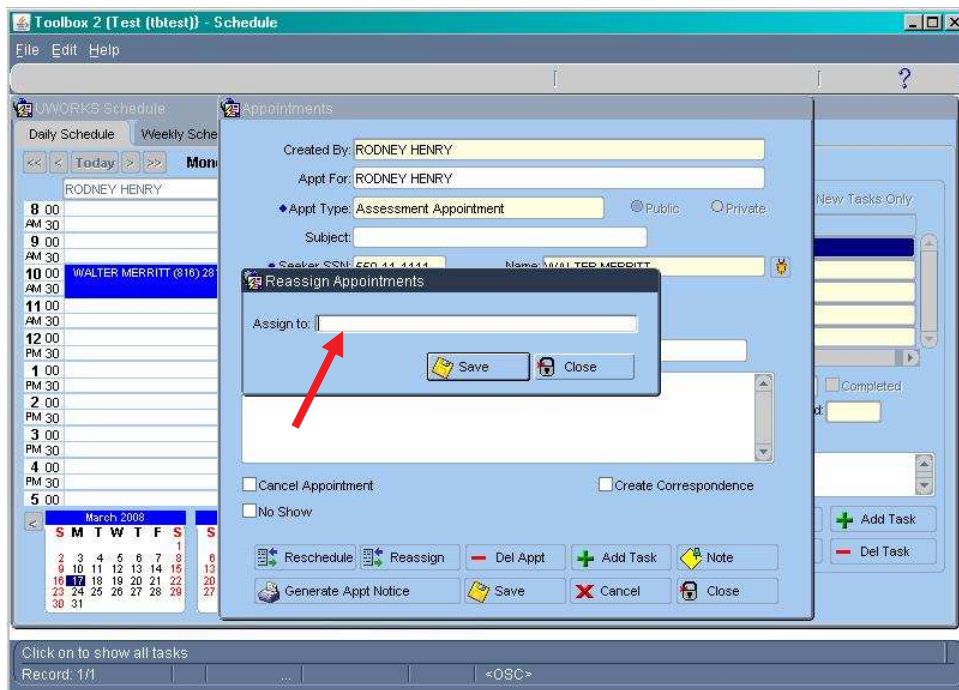 Toolbox 2 {Test (tbtest)} - Schedule
File Edit Help
?
UWORKS Schedule
Daily Schedule Weekly Sche
<< < Today > >> Mon
RODNEY HENRY
8 00
AM 30
9 00
AM 30
10 00 WALTER MERRITT (816) 28
AM 30
11 00
AM 30
12 00
PM 30
1 00
PM 30
2 00
PM 30
3 00
PM 30
4 00
PM 30
5 00
<
March 2008
S M T W T F S
1
2 3 4 5 6 7 8
9 10 11 12 13 14 15
16 17 18 19 20 21 22
23 24 25 26 27 28 29
30 31
S
6
13
20
27
Appointments
Created By: RODNEY HENRY
Appt For: RODNEY HENRY
Appt Type: Assessment Appointment Public Private
Subject:
Seeker SSN: Name: WALTER MERRITT
Reassign Appointments
Assign to:
Save Close
Cancel Appointment Create Correspondence
No Show
Reschedule Reassign Del Appt Add Task Note
Generate Appt Notice Save Cancel Close
New Tasks Only
Completed
d:
Add Task
Del Task
Click on to show all tasks
Record: 1/1 ... <OSC>